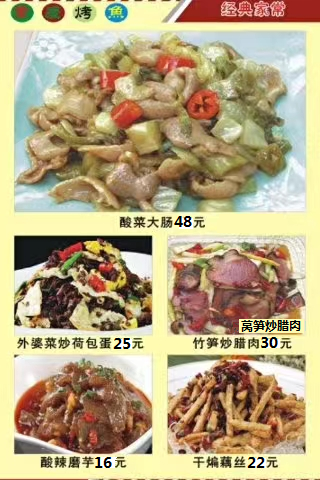 烤魚
经典家常
酸菜大肠48元
外婆菜炒荷包蛋25元
莴笋炒腊肉
竹笋炒腊肉30元
酸辣磨芋16元
干煸藕丝22元